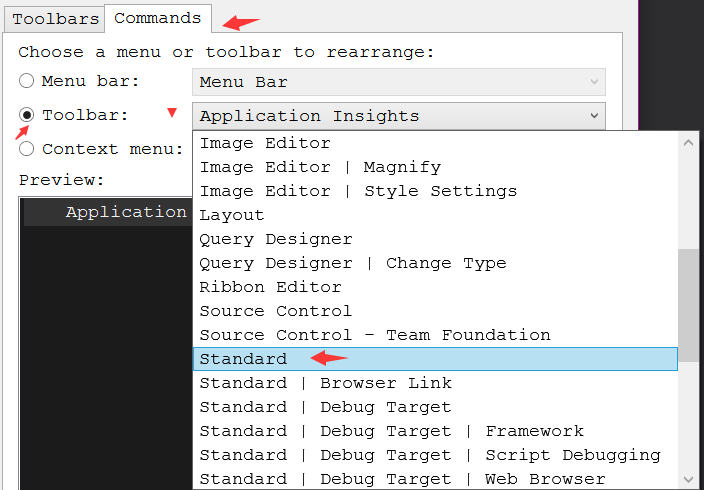 Toolbars Commands
Choose a menu or toolbar to rearrange:
Menu bar: Menu Bar
Toolbar: Application Insights
Context menu:
Preview:
Application
Image Editor
Image Editor | Magnify
Image Editor | Style Settings
Layout
Query Designer
Query Designer | Change Type
Ribbon Editor
Source Control
Source Control - Team Foundation
Standard
Standard | Browser Link
Standard | Debug Target
Standard | Debug Target | Framework
Standard | Debug Target | Script Debugging
Standard | Debug Target | Web Browser